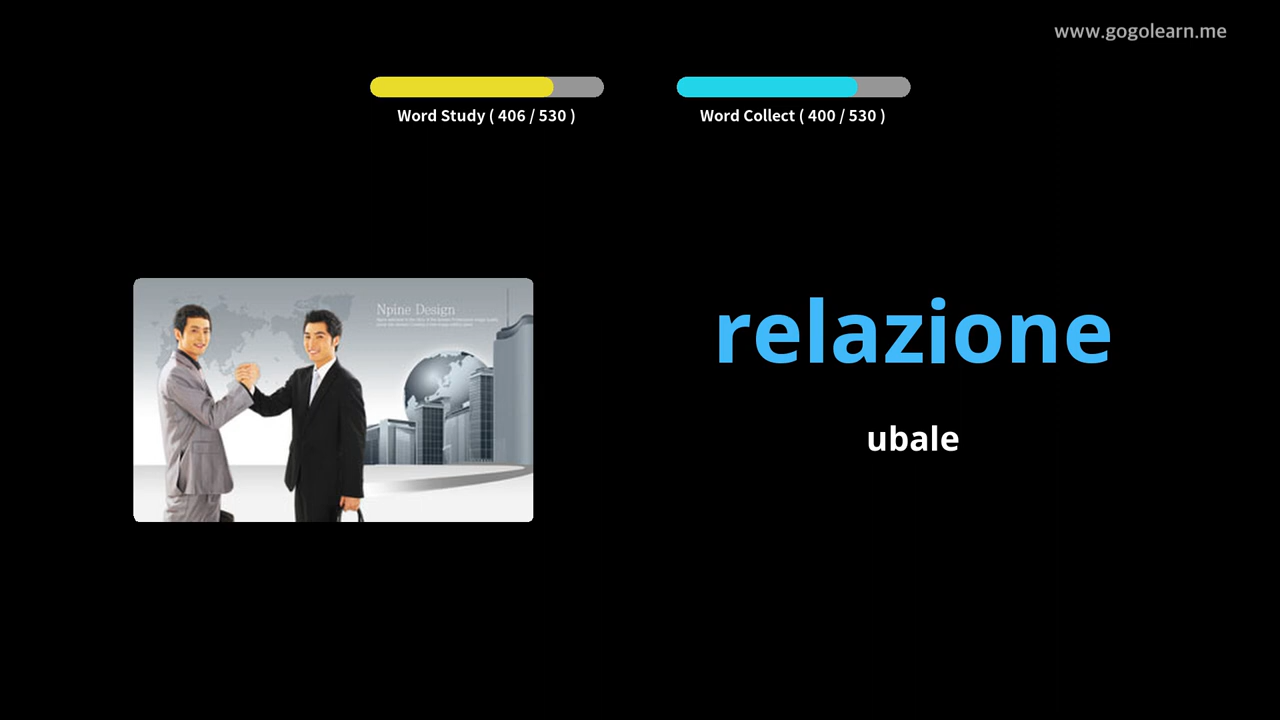 www.gogolearn.me
Word Study ( 406 / 530 )
Word Collect ( 400 / 530 )
Npine Design
relazione
ubale